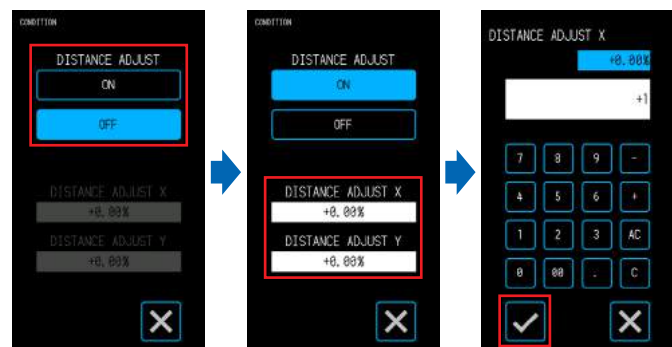 CONDITION
DISTANCE ADJUST
ON
OFF
DISTANCE ADJUST X
+0.00%
DISTANCE ADJUST Y
+0.00%
CONDITION
DISTANCE ADJUST
ON
OFF
DISTANCE ADJUST X
+0.00%
DISTANCE ADJUST Y
+0.00%
DISTANCE ADJUST X
+0.00%
+1
7 8 9 -
4 5 6 +
1 2 3 AC
0 00 . C